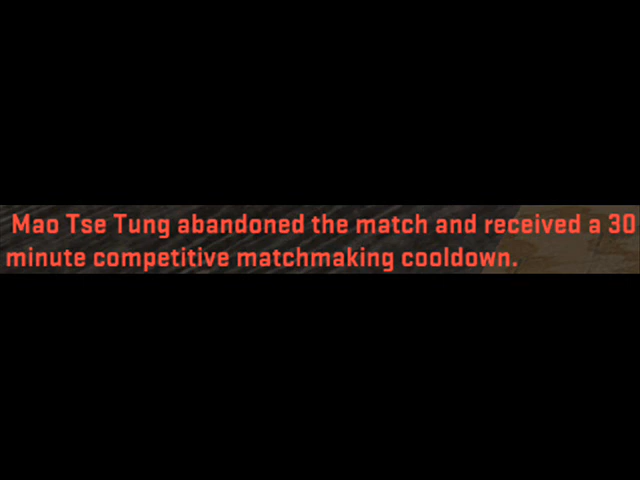 Mao Tse Tung abandoned the match and received a 30
minute competitive matchmaking cooldown.